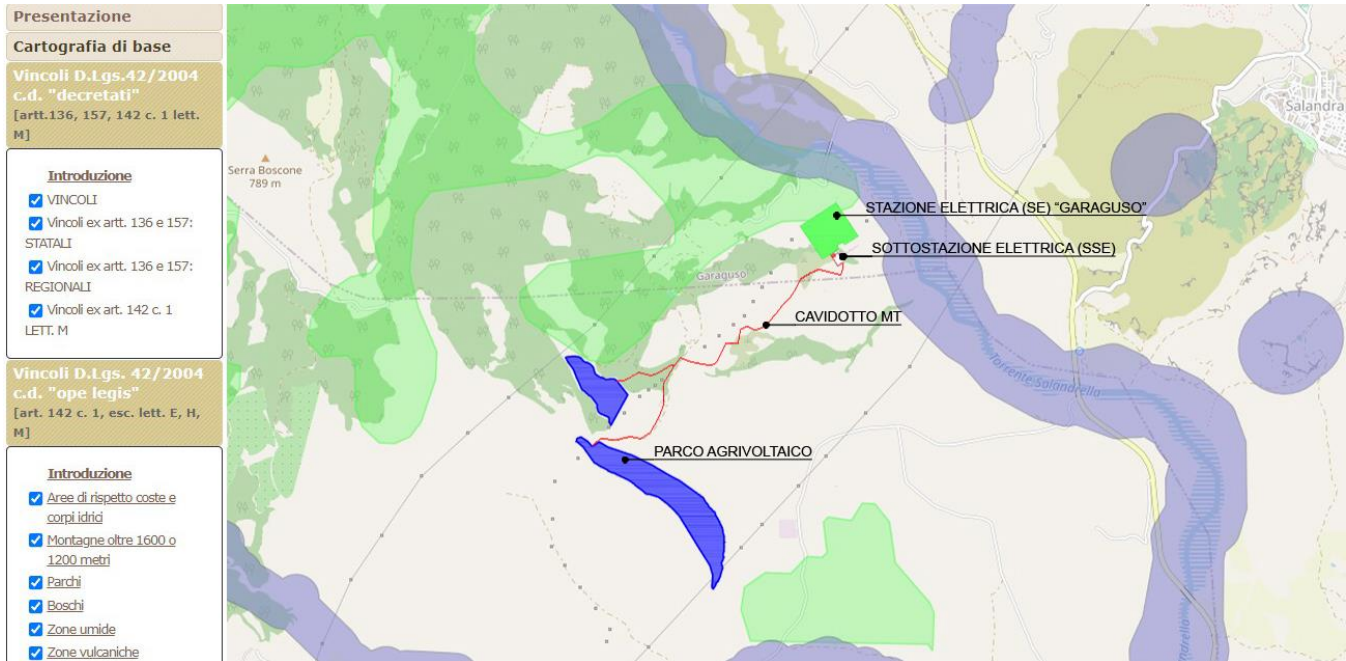 Presentazione
Cartografia di base
Vincoli D.Lgs.42/2004
c.d. "decretati"
[artt.136, 157, 142 c. 1 lett.
M]
Introduzione
VINCOLI
Vincoli ex artt. 136 e 157:
STATALI
Vincoli ex artt. 136 e 157:
REGIONALI
Vincoli ex art. 142 c. 1
LETT. M
Vincoli D.Lgs. 42/2004
c.d. "ope legis"
[art. 142 c. 1, esc. lett. E, H,
M]
Introduzione
Aree di rispetto coste e
corpi idrici
Montagne oltre 1600 o
1200 metri
Parchi
Boschi
Zone umide
Zone vulcaniche
Serra Boscone
789 m
Salandra
STAZIONE ELETTRICA (SE) "GARAGUSO"
SOTTOSTAZIONE ELETTRICA (SSE)
Garaguso
CAVIDOTTO MT
Torrente Salandrella
PARCO AGRIVOLTAICO